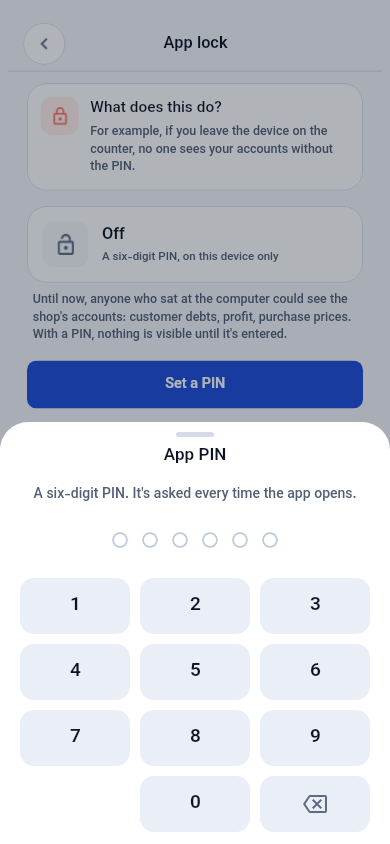 App lock
What does this do?
For example, if you leave the device on the
counter, no one sees your accounts without
the PIN.
Off
A six-digit PIN, on this device only
Until now, anyone who sat at the computer could see the
shop's accounts: customer debts, profit, purchase prices.
With a PIN, nothing is visible until it's entered.
Set a PIN
App PIN
A six-digit PIN. It's asked every time the app opens.
1 2 3
4 5 6
7 8 9
0